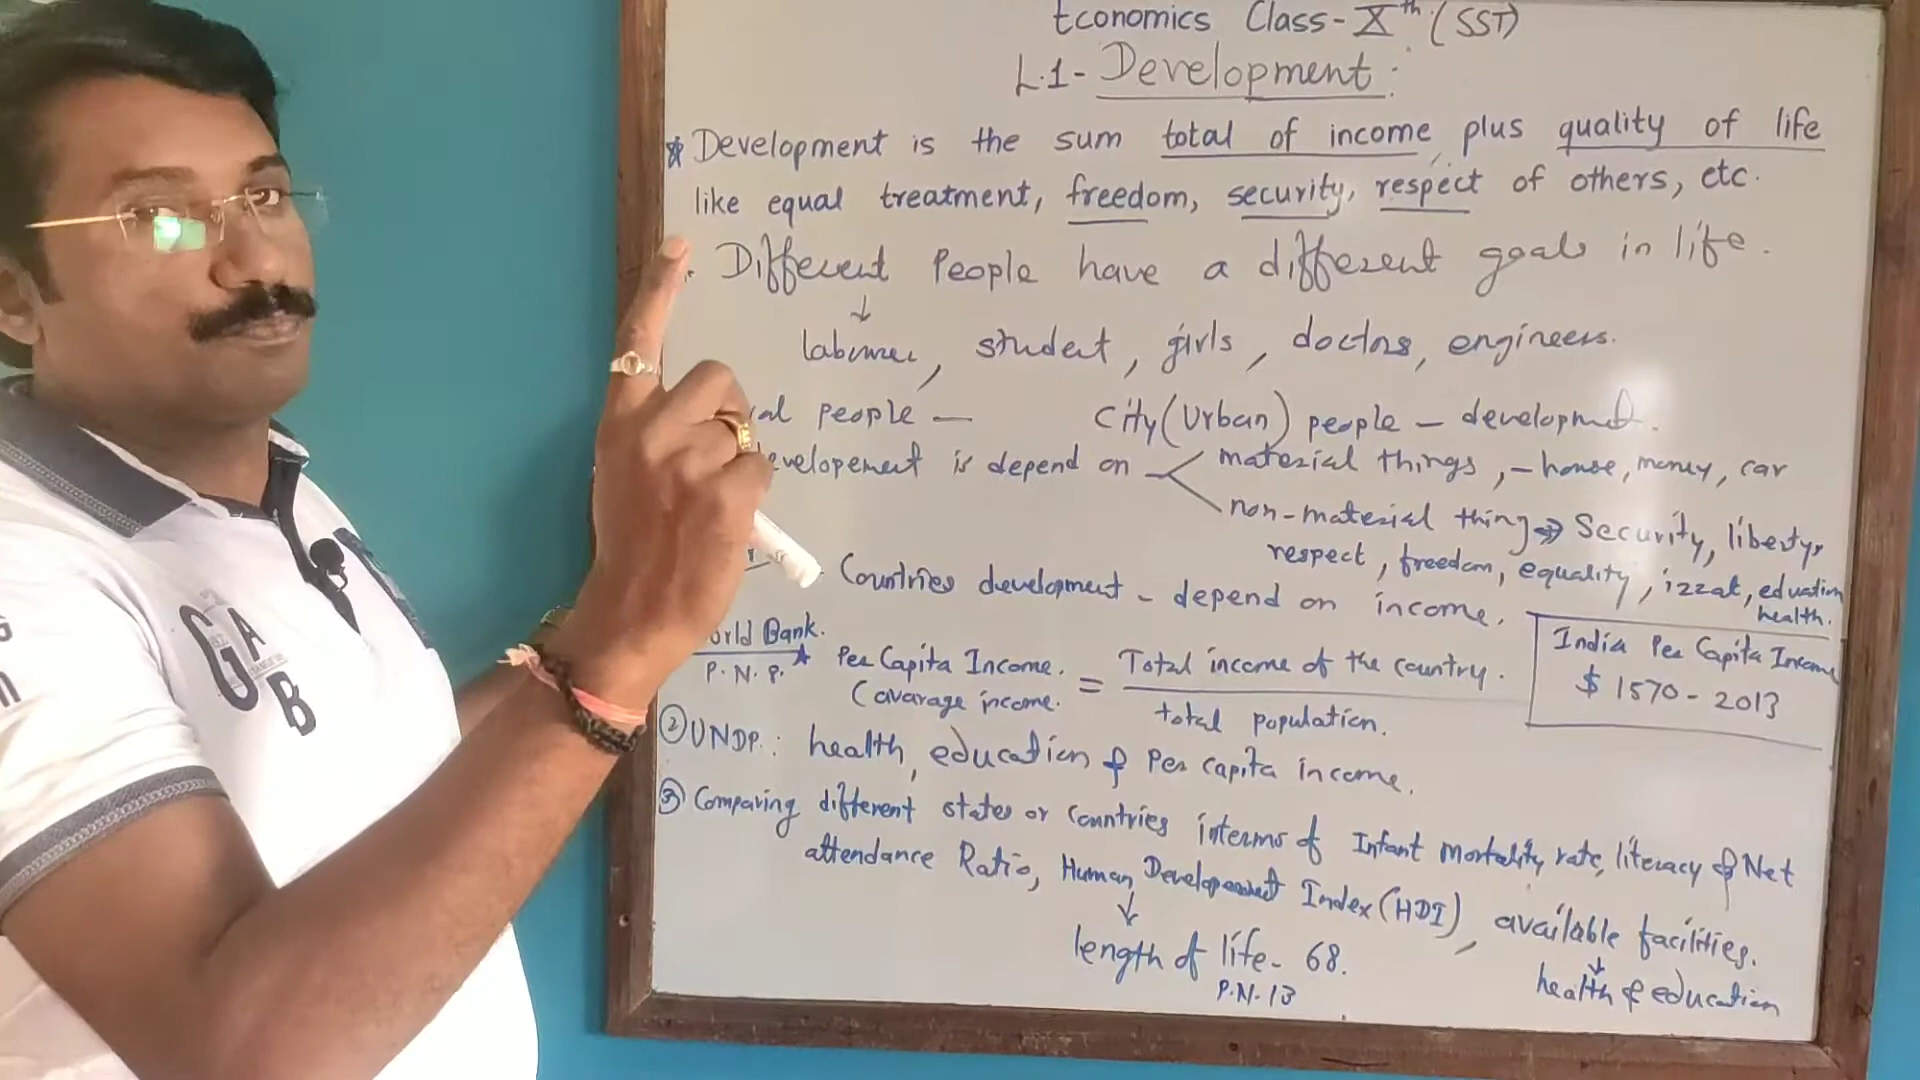 Economics Class-Xth (SST)
L.1- Development:
* Development is the sum total of income, plus quality of life
like equal treatment, freedom, security, respect of others, etc.
. Different People have a different goals in life.
↓
labourer, student, girls, doctors, engineers.
al people — City (Urban) people - development.
evelopement is depend on material things, - house, money, car
non-material thing → Security, liberty,
respect, freedom, equality, izzat, eduation
health.
Countries development - depend on income.
orld Bank.
P.N.P.
* Per Capita Income. = Total income of the country.
(avarage income. total population.
India Per Capita Income
$ 1570 - 2013
② UNDP.: health, education & Per capita income.
③ Comparing different states or countries interms of Infant mortality rate, literacy & Net
attendance Ratio, Human Development Index (HDI), available facilities.
↓
length of life - 68.
P.N. 13
↓
health & education
GAB